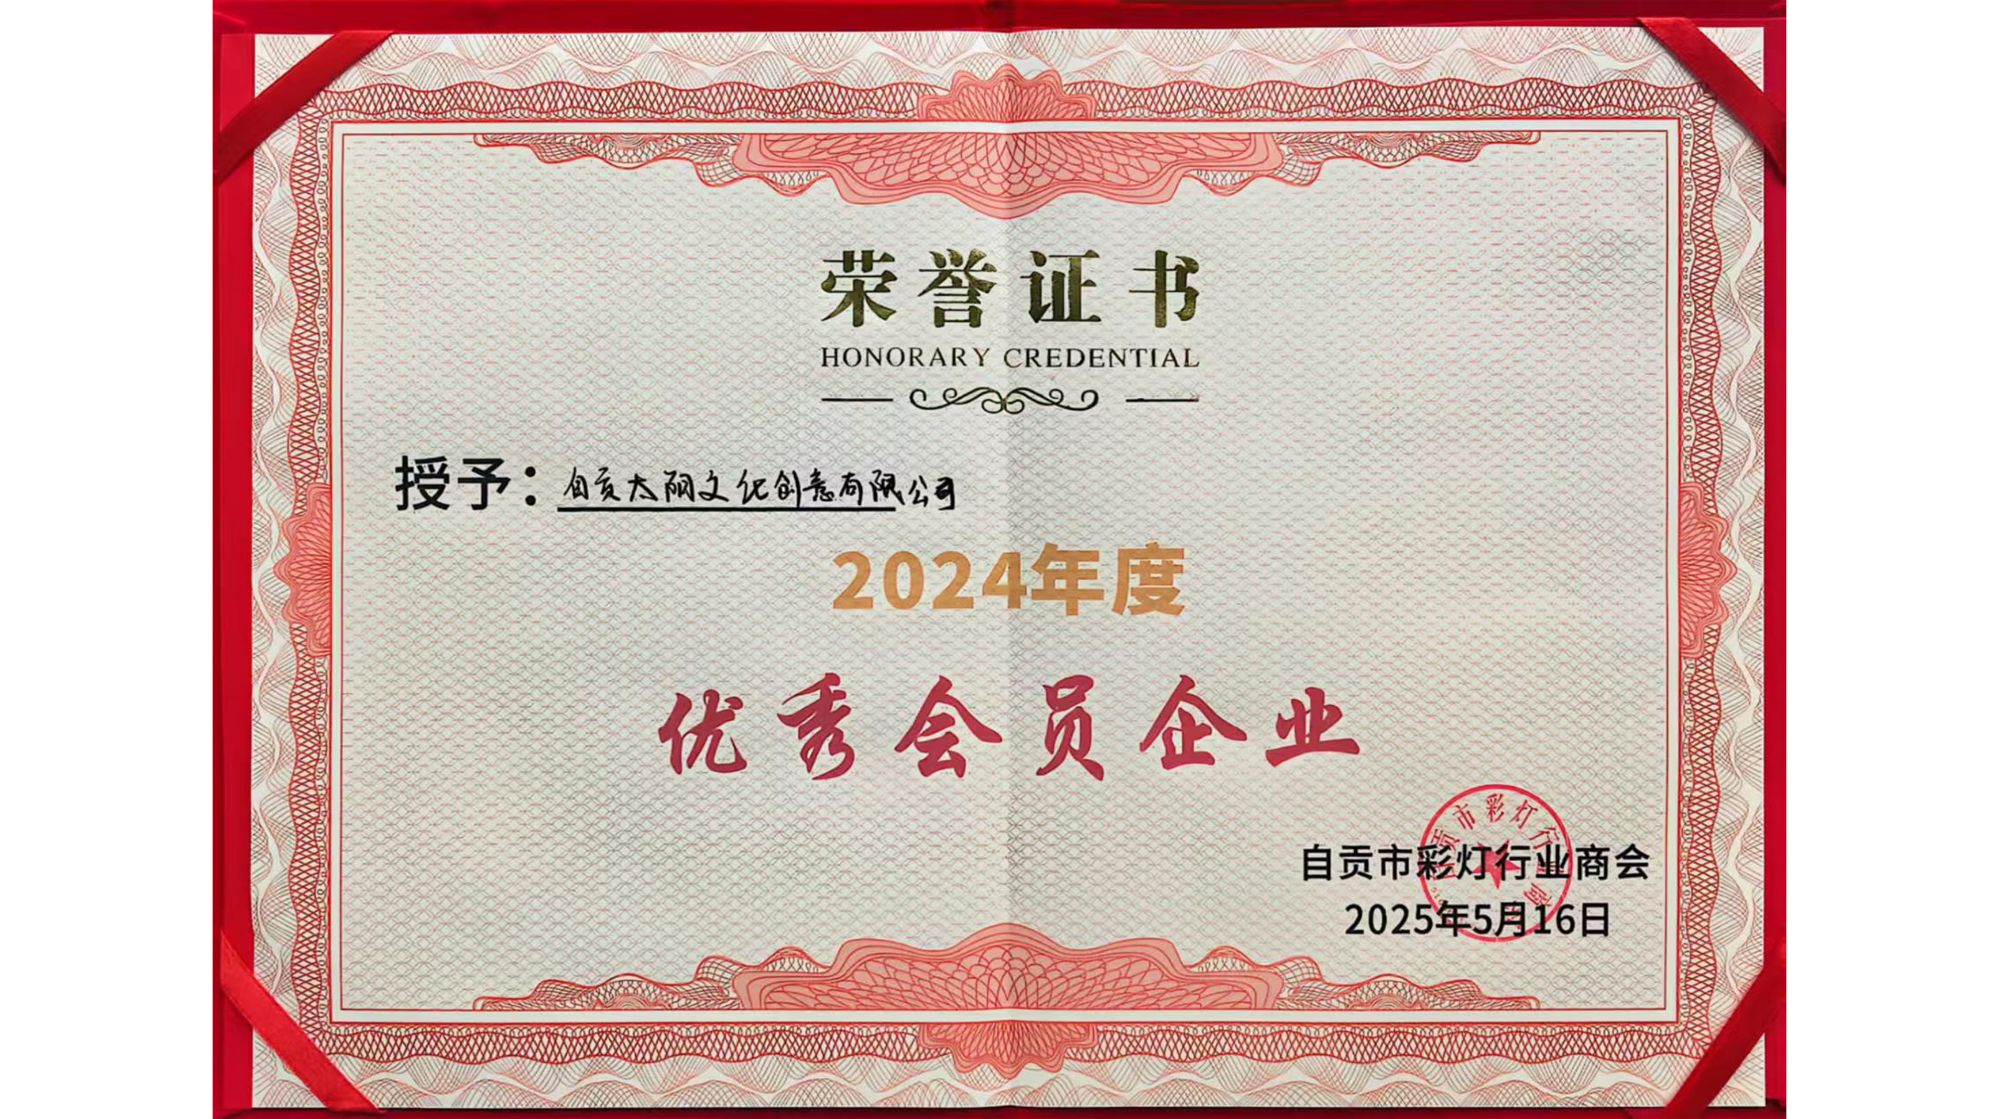 荣誉证书
HONORARY CREDENTIAL
授予：自贡太阳文化创意有限公司
2024年度
优秀会员企业
自贡市彩灯行业商会
2025年5月16日